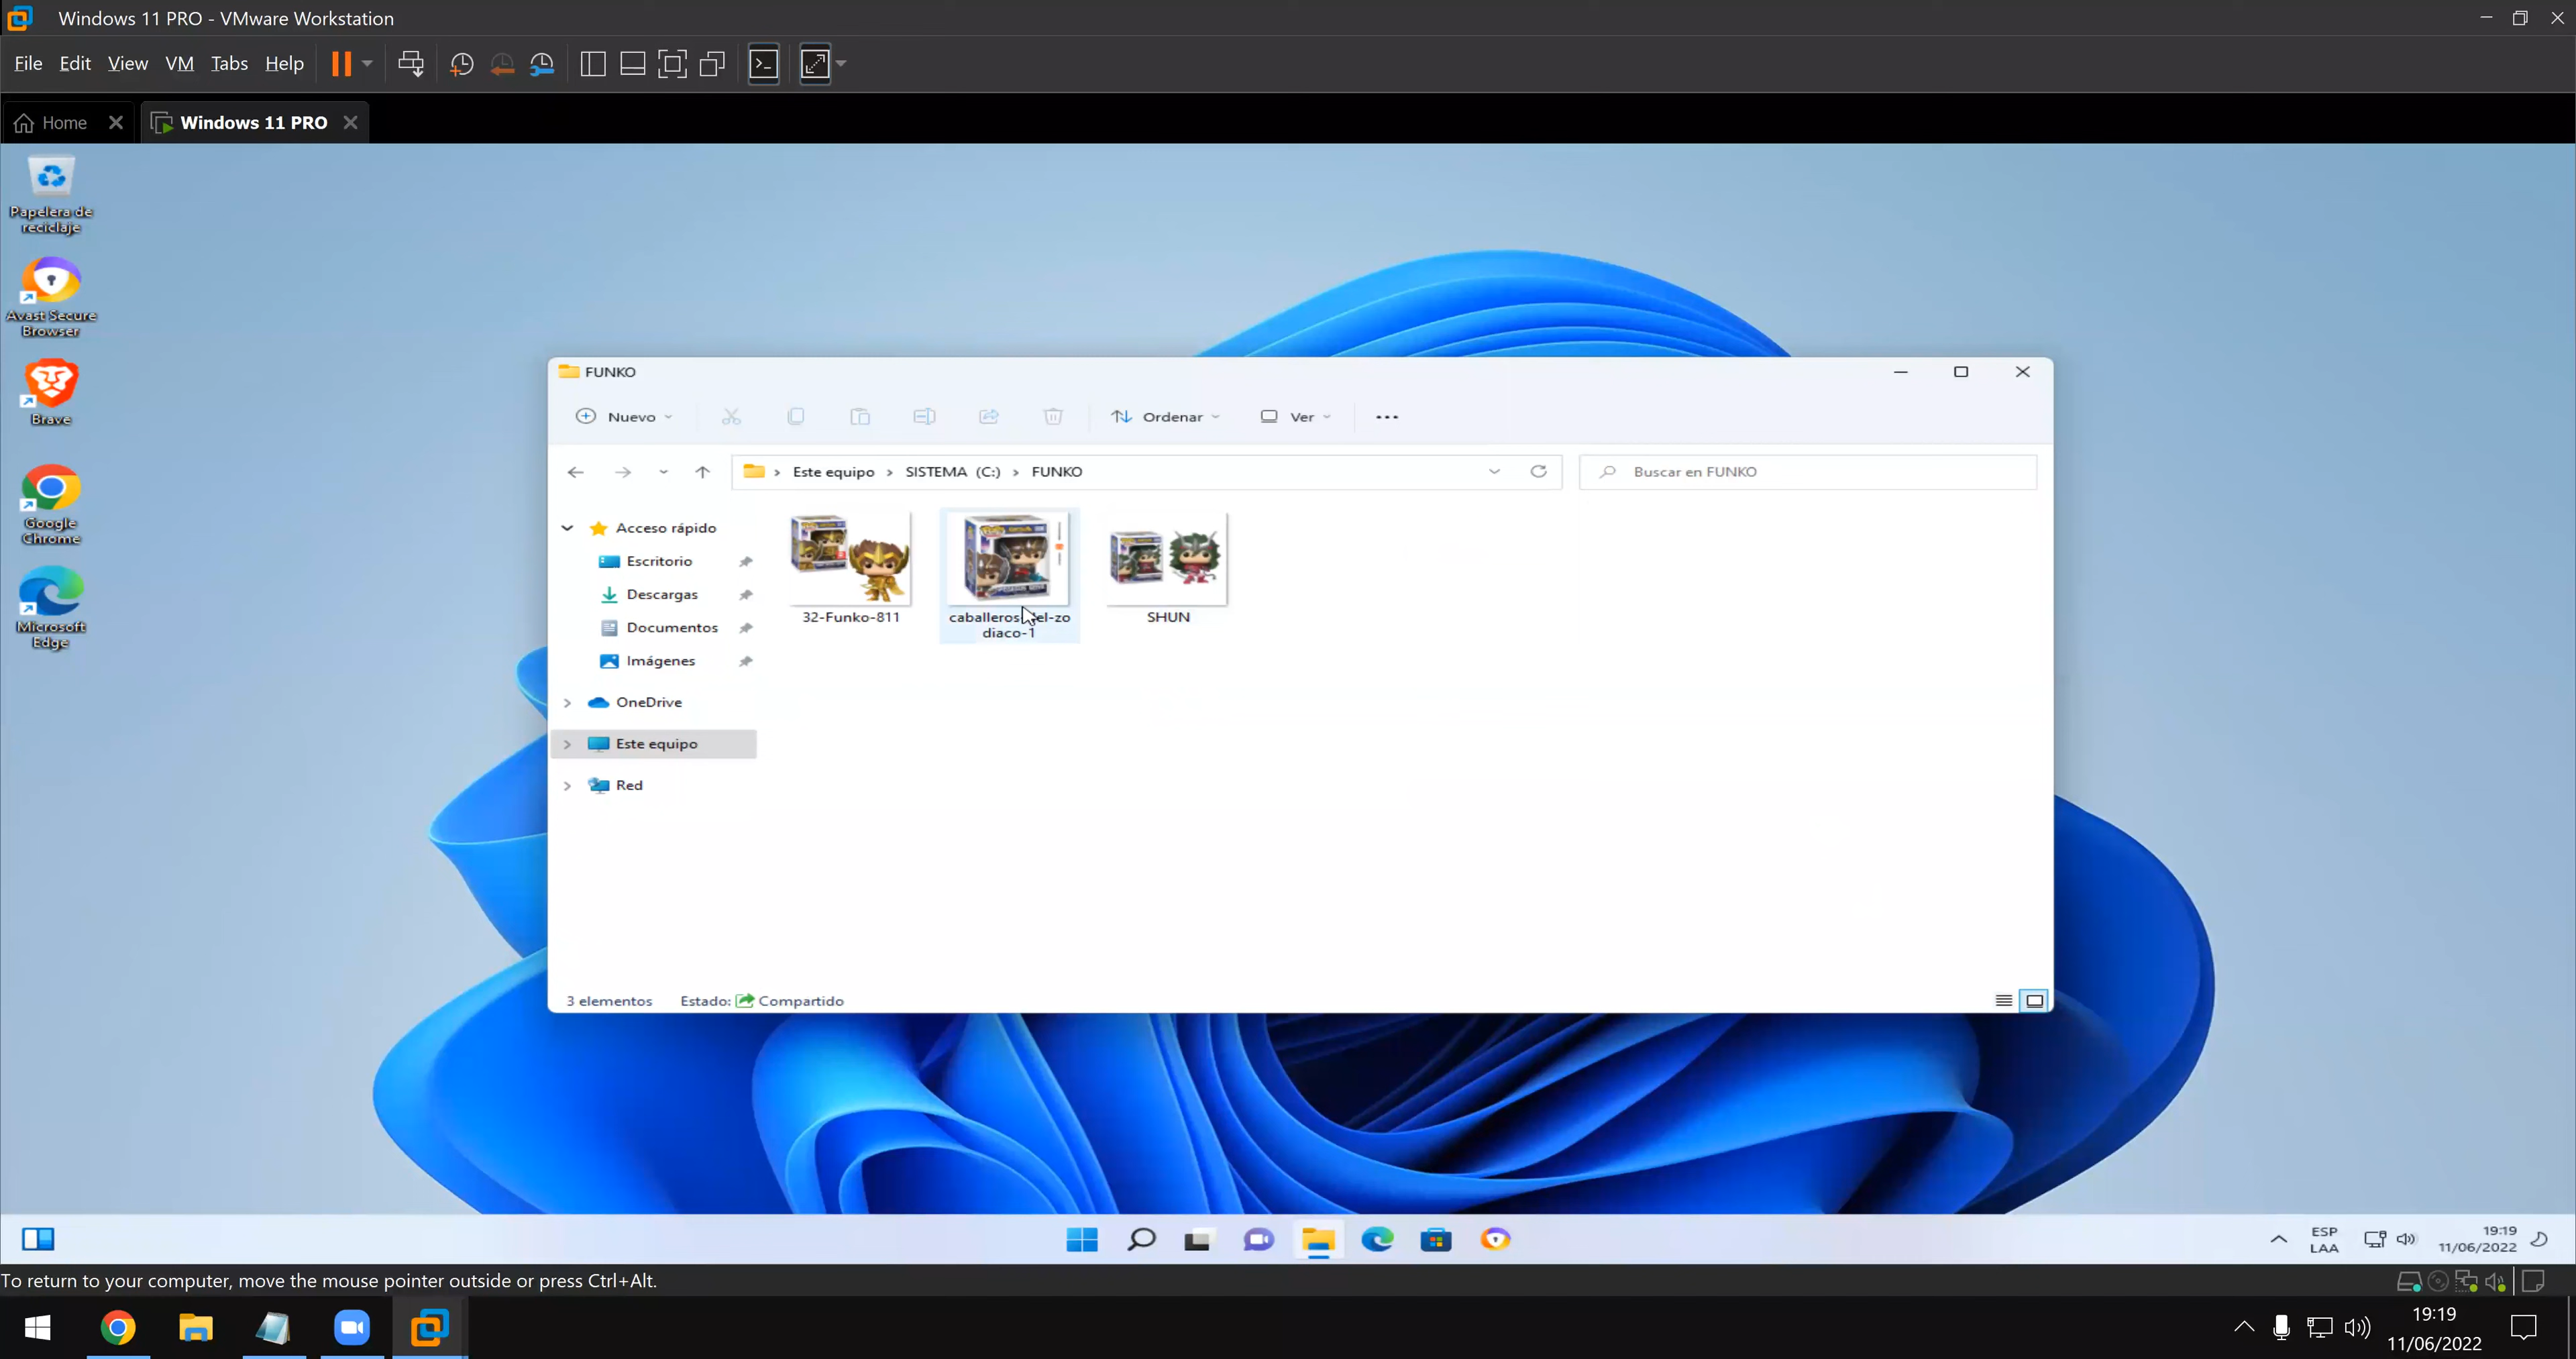 Windows 11 PRO - VMware Workstation
File Edit View VM Tabs Help
Home Windows 11 PRO
Papelera de
reciclaje
Avast Secure
Browser
Brave
Google
Chrome
Microsoft
Edge
FUNKO
Nuevo Ordenar Ver
Este equipo > SISTEMA (C:) > FUNKO
Buscar en FUNKO
Acceso rápido
Escritorio
Descargas
Documentos
Imágenes
OneDrive
Este equipo
Red
32-Funko-811
caballeros-del-zo
diaco-1
SHUN
3 elementos Estado: Compartido
ESP
LAA
19:19
11/06/2022
To return to your computer, move the mouse pointer outside or press Ctrl+Alt.
19:19
11/06/2022